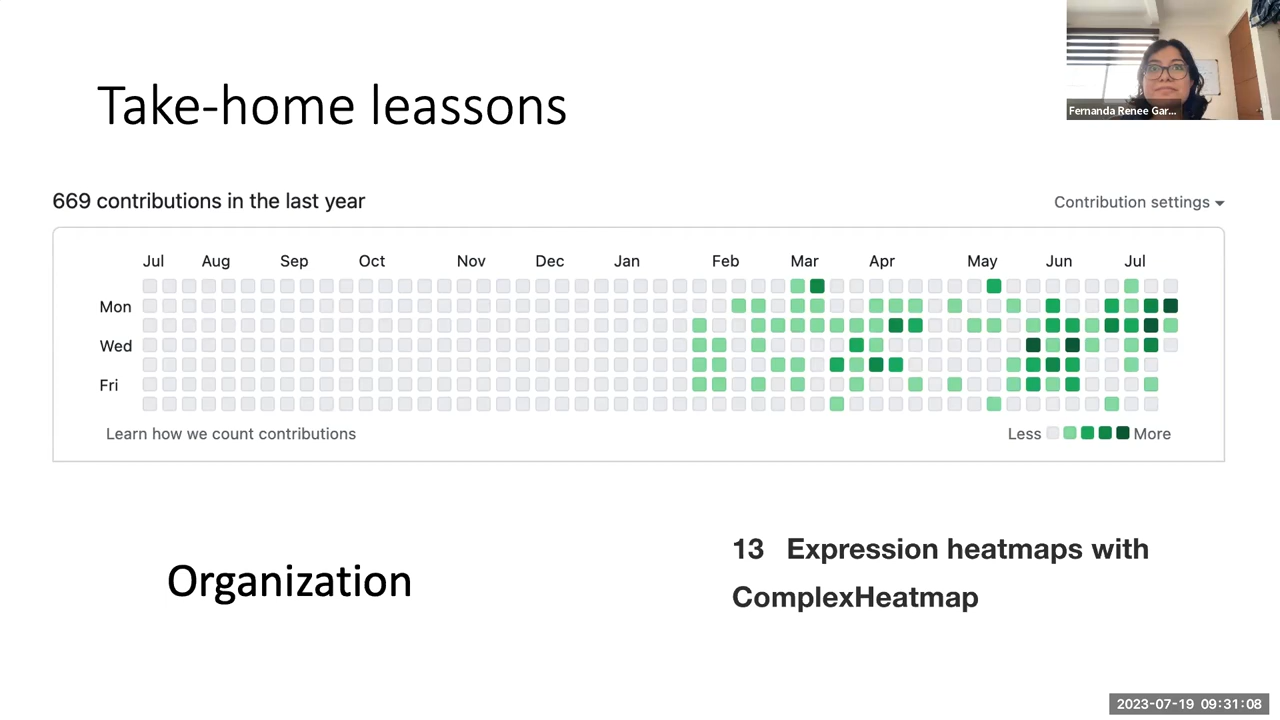 Take-home leassons
Fernanda Renee Gar...
669 contributions in the last year
Contribution settings
Jul Aug Sep Oct Nov Dec Jan Feb Mar Apr May Jun Jul
Mon
Wed
Fri
Learn how we count contributions
Less More
Organization
13 Expression heatmaps with
ComplexHeatmap
2023-07-19 09:31:08